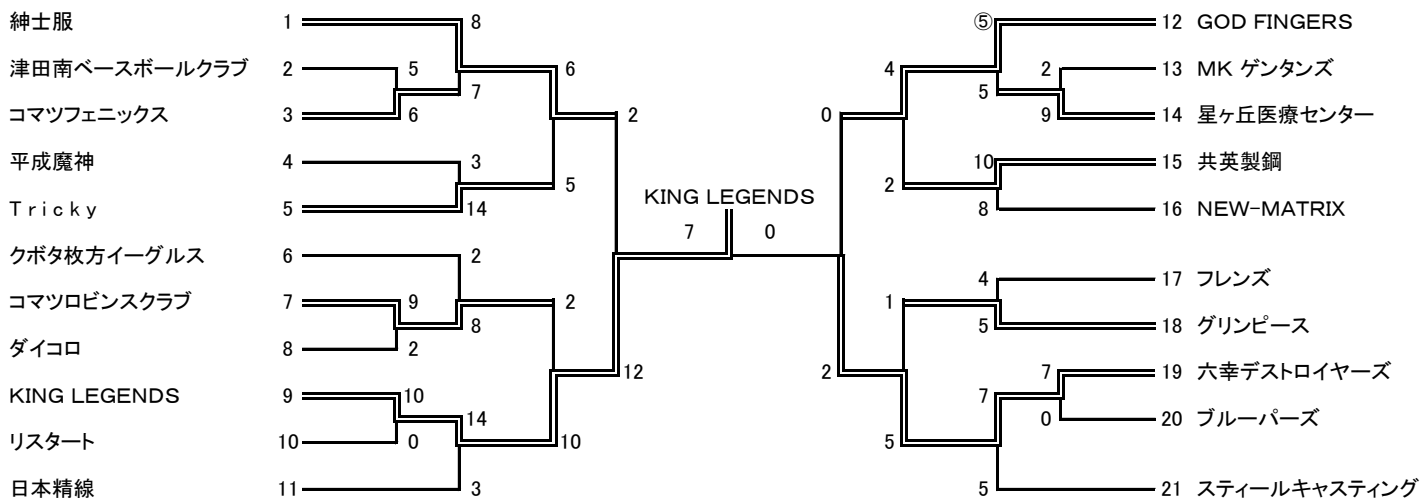 紳士服 1 8 ⑤ 12 GOD FINGERS
津田南ベースボールクラブ 2 5 6 4 2 13 MK ゲンタンズ
7 5
コマツフェニックス 3 6 2 0 9 14 星ヶ丘医療センター
平成魔神 4 3 10 15 共英製鋼
5 2
KING LEGENDS
Tricky 5 14 8 16 NEW-MATRIX
7 0
クボタ枚方イーグルス 6 2 4 17 フレンズ
コマツロビンスクラブ 7 9 2 1
8 5 18 グリンピース
ダイコロ 8 2
12 2 7 19 六幸デストロイヤーズ
KING LEGENDS 9 10 7
14 0 20 ブルーパーズ
リスタート 10 0 10 5
日本精線 11 3 5 21 スティールキャスティング